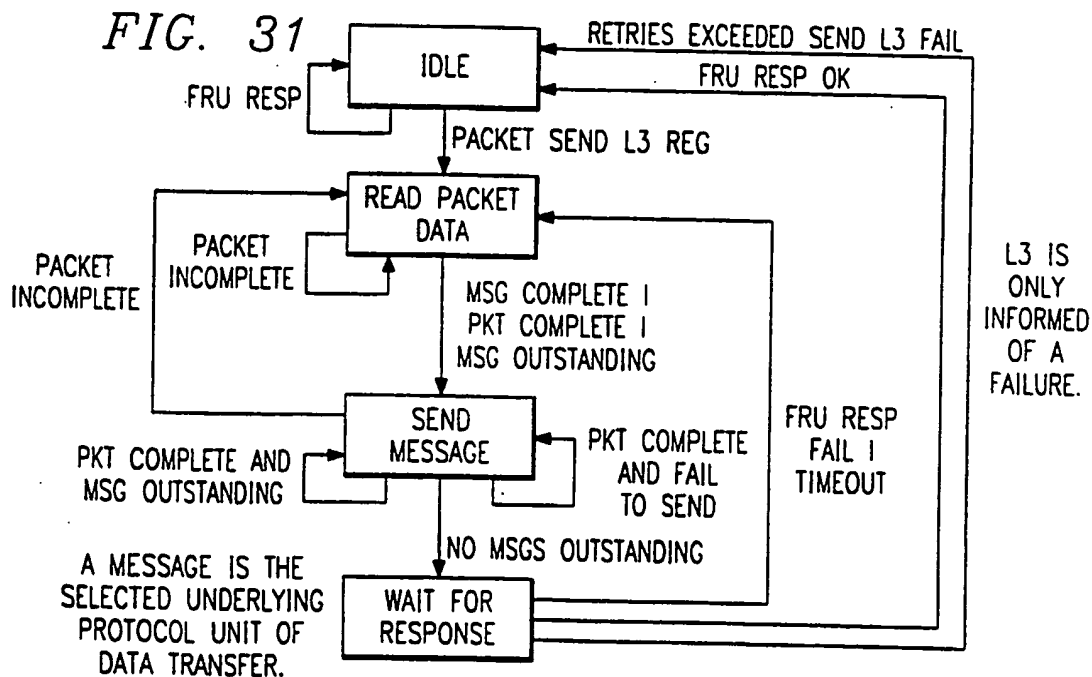 FIG. 31
IDLE
FRU RESP
RETRIES EXCEEDED SEND L3 FAIL
FRU RESP OK
PACKET SEND L3 REG
READ PACKET
DATA
PACKET
INCOMPLETE
PACKET
INCOMPLETE
MSG COMPLETE I
PKT COMPLETE I
MSG OUTSTANDING
L3 IS
ONLY
INFORMED
OF A
FAILURE.
SEND
MESSAGE
PKT COMPLETE AND
MSG OUTSTANDING
PKT COMPLETE
AND FAIL
TO SEND
FRU RESP
FAIL I
TIMEOUT
NO MSGS OUTSTANDING
A MESSAGE IS THE
SELECTED UNDERLYING
PROTOCOL UNIT OF
DATA TRANSFER.
WAIT FOR
RESPONSE